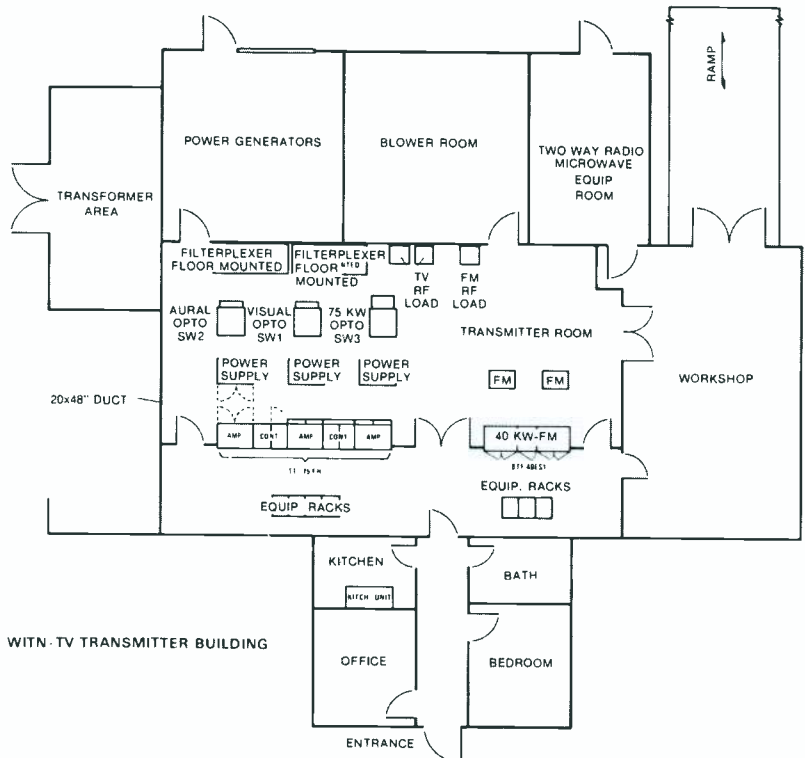 RAMP
POWER GENERATORS
BLOWER ROOM
TWO WAY RADIO
MICROWAVE
EQUIP
ROOM
TRANSFORMER
AREA
FILTERPLEXER
FLOOR MOUNTED
FILTERPLEXER
FLOOR
MOUNTED
TV
RF
LOAD
FM
RF
LOAD
AURAL
OPTO
SW2
VISUAL
OPTO
SW1
75 KW
OPTO
SW3
TRANSMITTER ROOM
POWER
SUPPLY
POWER
SUPPLY
POWER
SUPPLY
FM
FM
WORKSHOP
20x48" DUCT
AMP
CONT
AMP
CONT
AMP
40 KW-FM
EQUIP. RACKS
EQUIP RACKS
KITCHEN
KITCH UNIT
BATH
WITN-TV TRANSMITTER BUILDING
OFFICE
BEDROOM
ENTRANCE